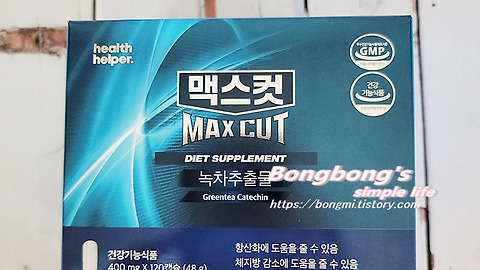 health
helper.
GMP
건강
기능식품
맥스컷
MAX CUT
DIET SUPPLEMENT
녹차추출물
Greentea Catechin
Bongbong's
simple life
https://bongmi.tistory.com
건강기능식품
400 mg X 120캡슐 (48 g)
항산화에 도움을 줄 수 있음
체지방 감소에 도움을 줄 수 있음